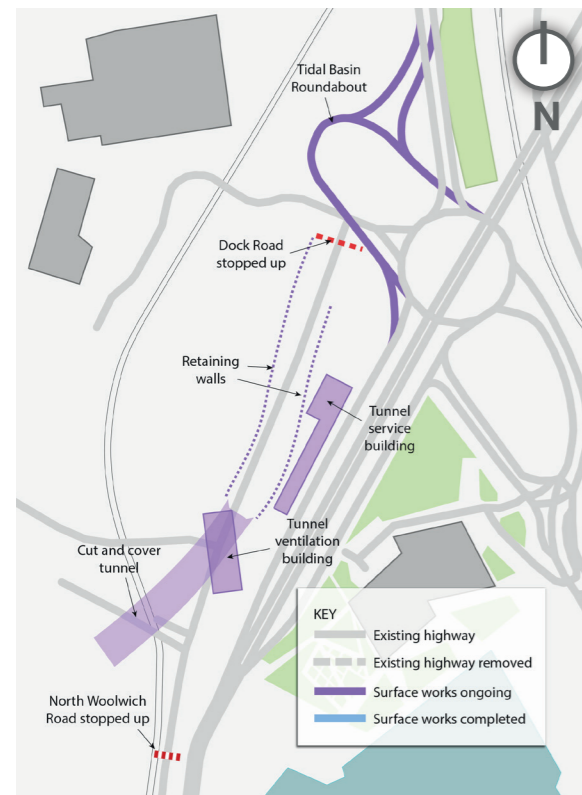 Tidal Basin
Roundabout
N
Dock Road
stopped up
Retaining
walls
Tunnel
service
building
Tunnel
ventilation
building
Cut and cover
tunnel
North Woolwich
Road stopped up
KEY
Existing highway
Existing highway removed
Surface works ongoing
Surface works completed